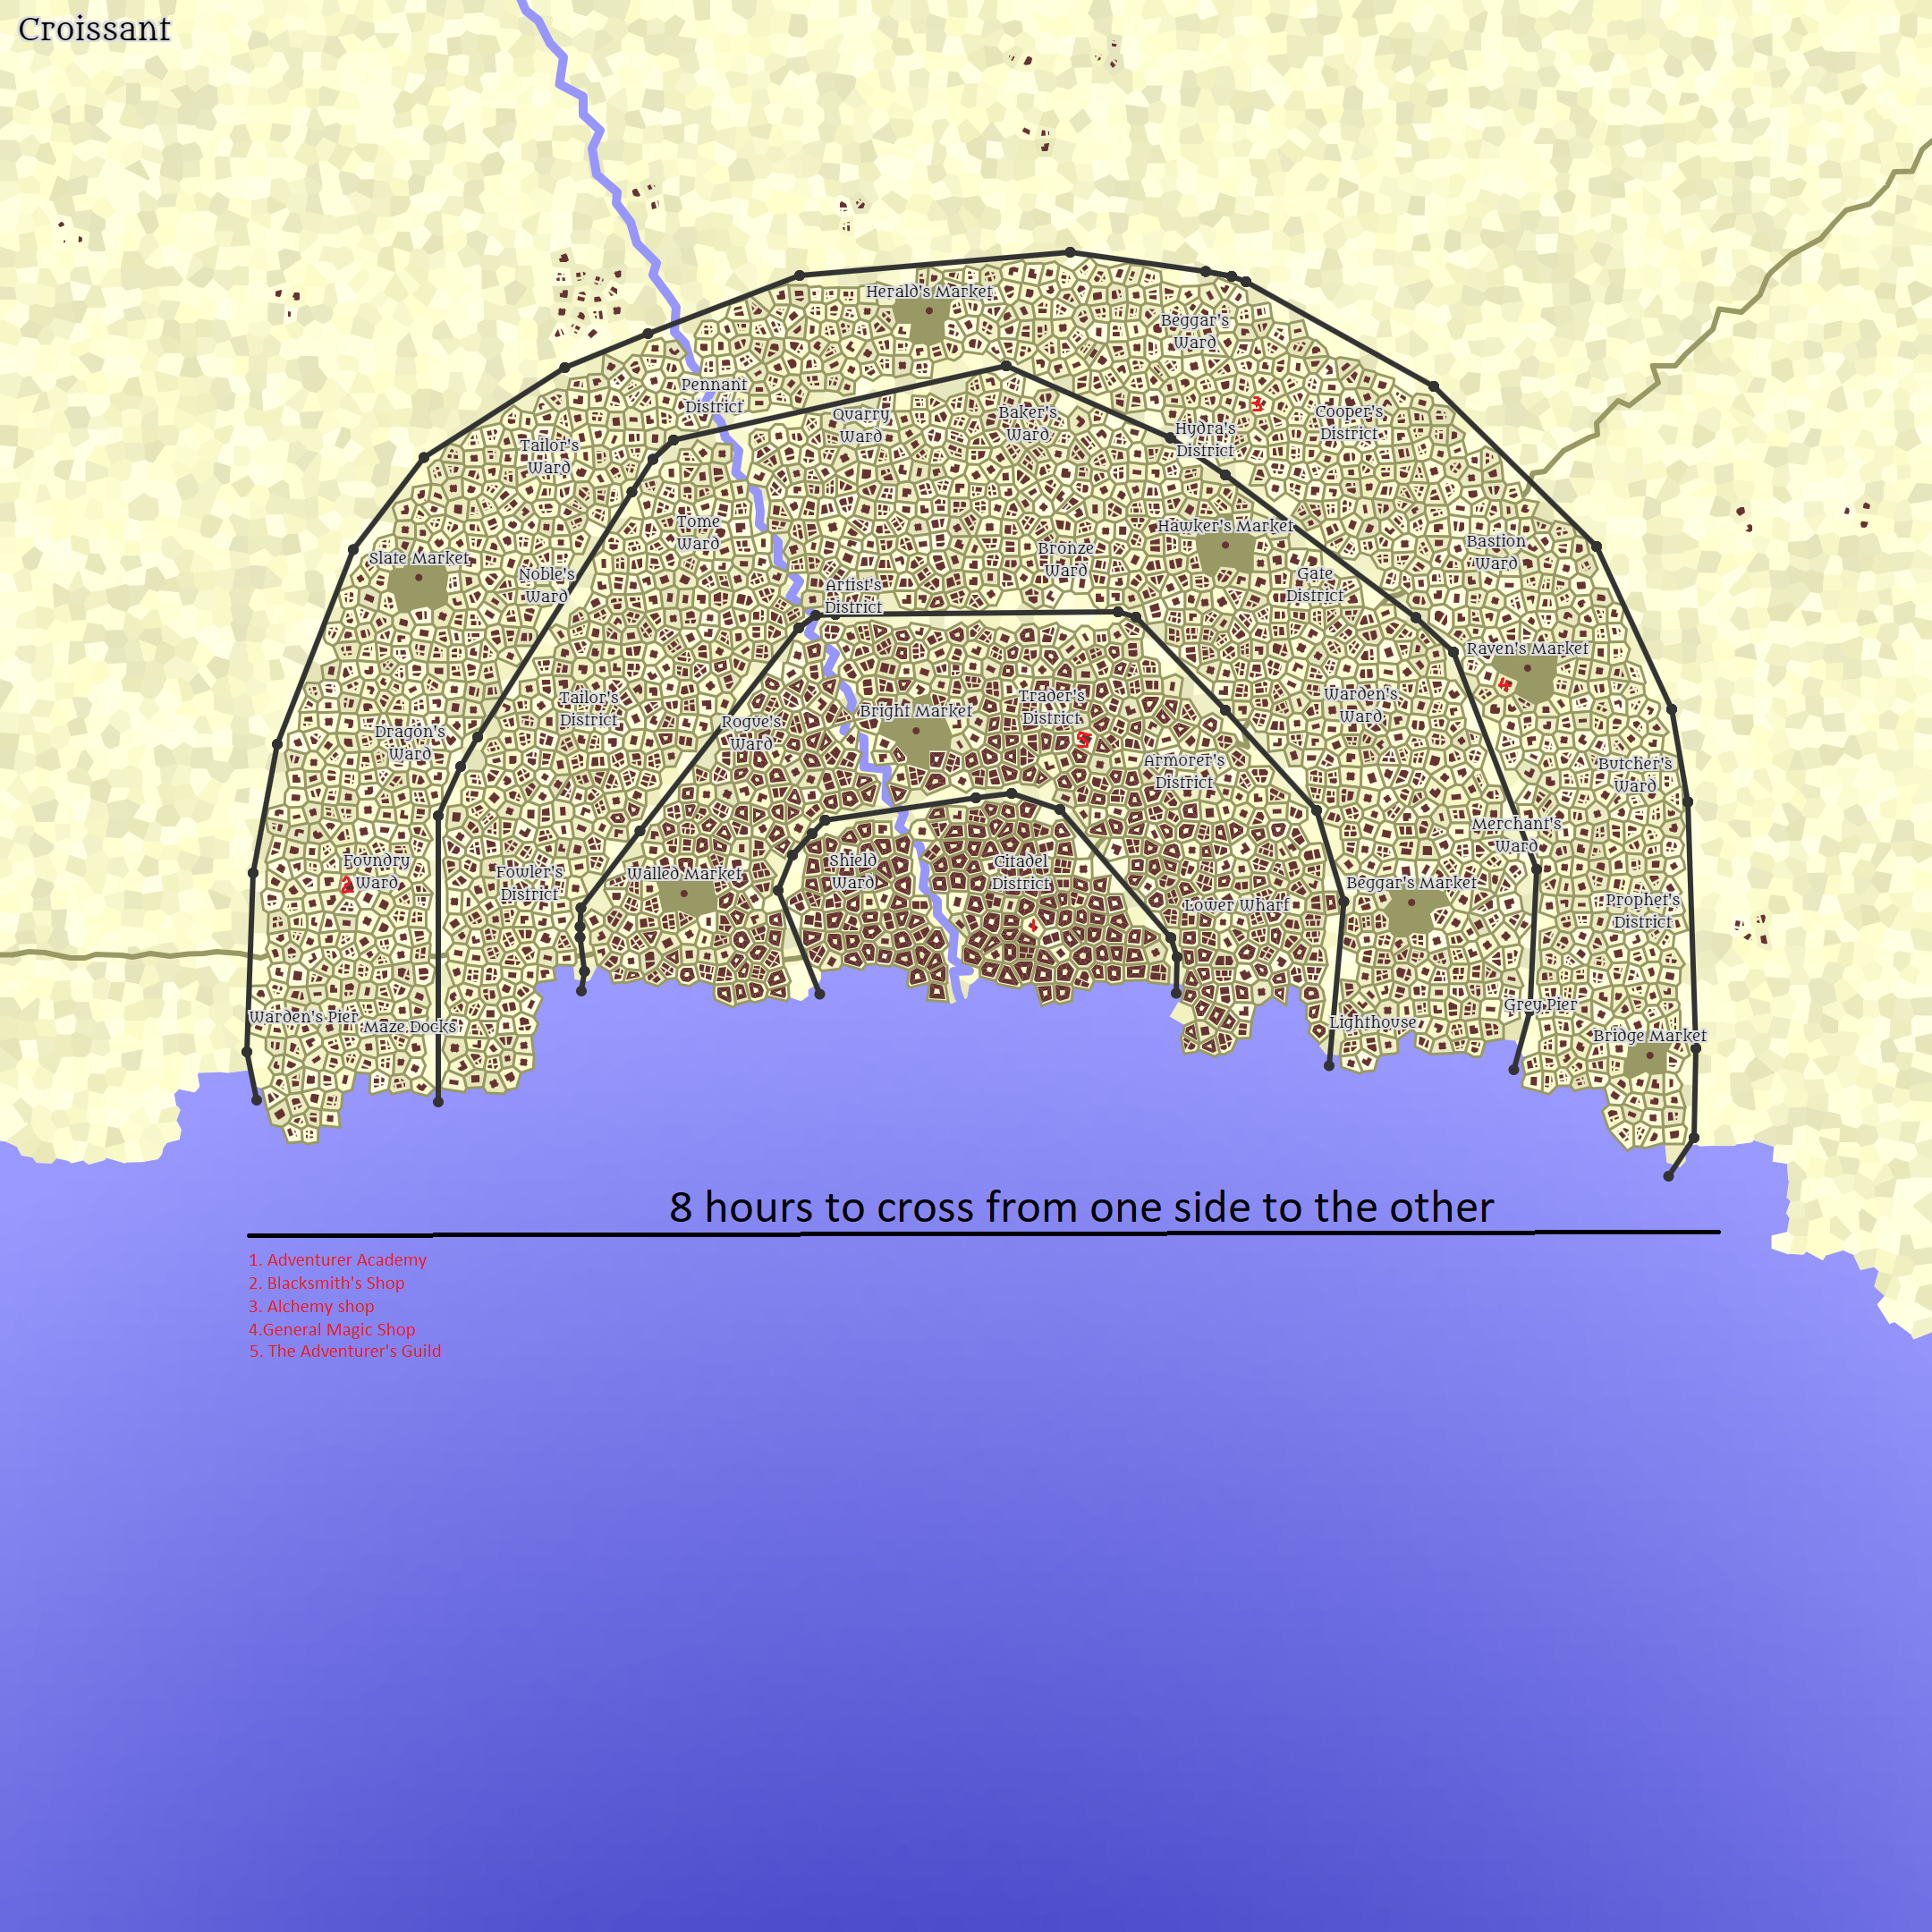 Croissant
Herald's Market
Beggar's
Ward
Pennant
District
Quarry
Ward
Baker's
Ward
Hydra's
District
3
Cooper's
District
Tailor's
Ward
Tome
Ward
Hawker's Market
Bronze
Ward
Bastion
Ward
Slate Market
Noble's
Ward
Artist's
District
Gate
District
Raven's Market
4
Tailor's
District
Rogue's
Ward
Bright Market
Trader's
District
5
Warden's
Ward
Dragon's
Ward
Armorer's
District
Butcher's
Ward
Merchant's
Ward
Foundry
Ward
2
Fowler's
District
Walled Market
Shield
Ward
Citadel
District
1
Lower Wharf
Beggar's Market
Prophet's
District
Warden's Pier
Maze Docks
Lighthouse
Grey Pier
Bridge Market
8 hours to cross from one side to the other
1. Adventurer Academy
2. Blacksmith's Shop
3. Alchemy shop
4.General Magic Shop
5. The Adventurer's Guild